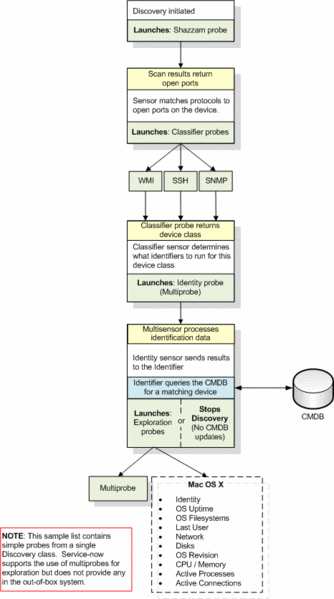 Discovery initiated
Launches: Shazzam probe
Scan results return
open ports
Sensor matches protocols to
open ports on the device.
Launches: Classifier probes
WMI
SSH
SNMP
Classifier probe returns
device class
Classifier sensor determines
what identifiers to run for this
device class
Launches: Identity probe
(Multiprobe)
Multisensor processes
identification data
Identity sensor sends results
to the Identifier
Identifier queries the CMDB
for a matching device
CMDB
Launches:
Exploration
probes
or
Stops
Discovery
(No CMDB
updates)
Multiprobe
Mac OS X
• Identity
• OS Uptime
• OS Filesystems
• Last User
• Network
• Disks
• OS Revision
• CPU / Memory
• Active Processes
• Active Connections
NOTE: This sample list contains
simple probes from a single
Discovery class. Service-now
supports the use of multiprobes for
exploration but does not provide any
in the out-of-box system.